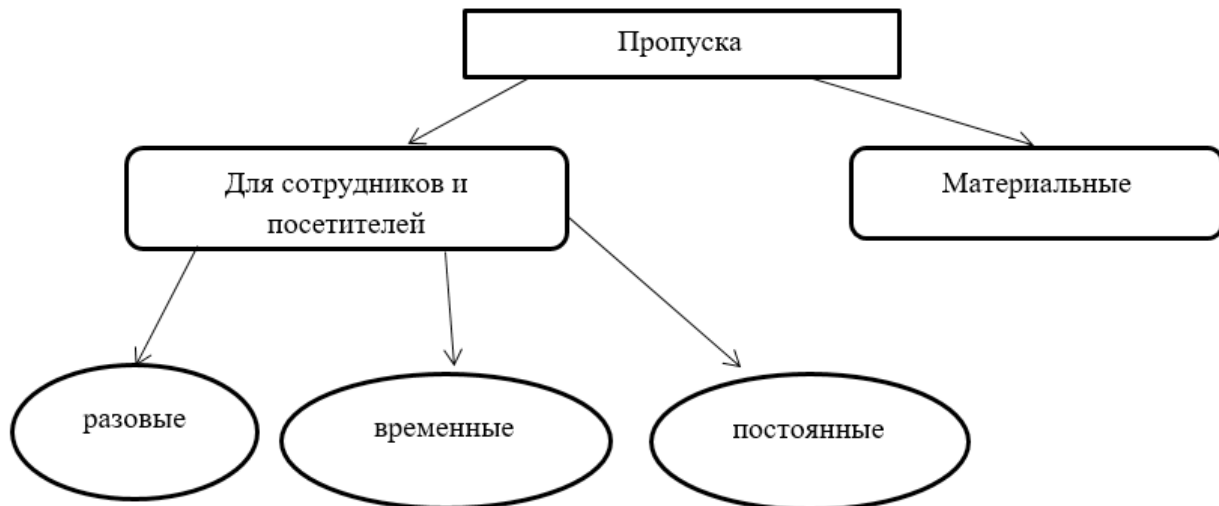 Пропуска
Для сотрудников и
посетителей
Материальные
разовые
временные
постоянные